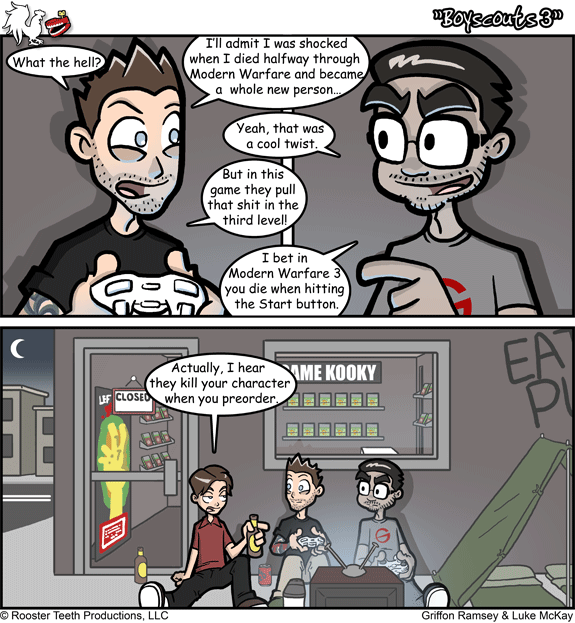 "Boyscouts 3"
What the hell?
I'll admit I was shocked
when I died halfway through
Modern Warfare and became
a whole new person...
Yeah, that was
a cool twist.
But in this
game they pull
that shit in the
third level!
I bet in
Modern Warfare 3
you die when hitting
the Start button.
Actually, I hear
they kill your character
when you preorder.
AME KOOKY
LEF
CLOSED
EAT
PU
© Rooster Teeth Productions, LLC
Griffon Ramsey & Luke McKay